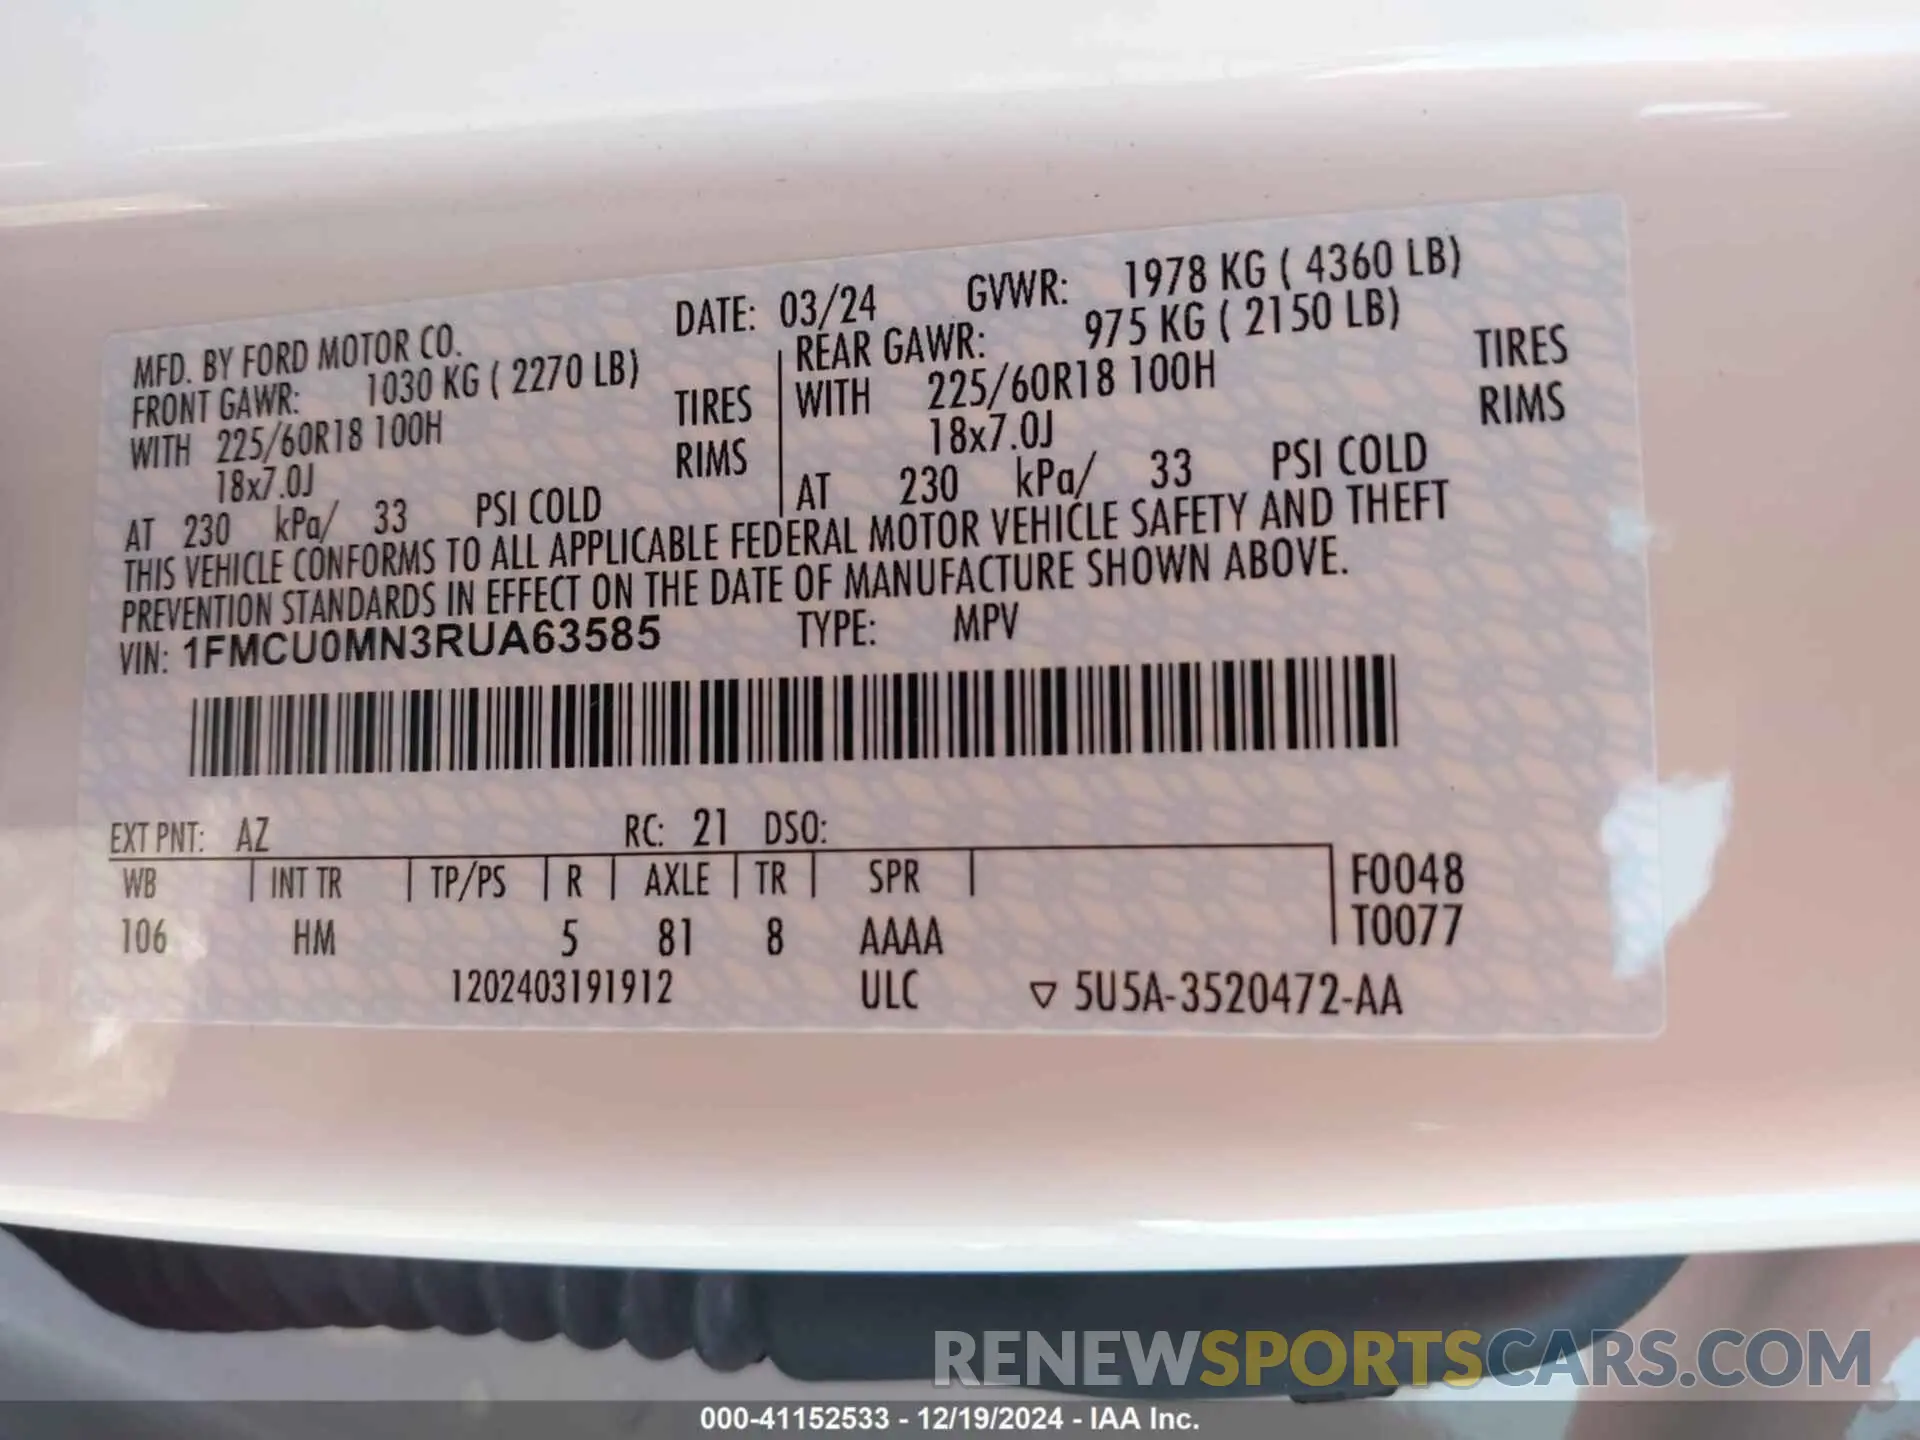 MFD. BY FORD MOTOR CO. DATE: 03/24 GVWR: 1978 KG ( 4360 LB)
FRONT GAWR: 1030 KG ( 2270 LB) REAR GAWR: 975 KG ( 2150 LB)
WITH 225/60R18 100H TIRES WITH 225/60R18 100H TIRES
18x7.0J RIMS 18x7.0J RIMS
AT 230 kPa/ 33 PSI COLD AT 230 kPa/ 33 PSI COLD
THIS VEHICLE CONFORMS TO ALL APPLICABLE FEDERAL MOTOR VEHICLE SAFETY AND THEFT
PREVENTION STANDARDS IN EFFECT ON THE DATE OF MANUFACTURE SHOWN ABOVE.
VIN: 1FMCU0MN3RUA63585 TYPE: MPV
EXT PNT: AZ RC: 21 DSO:
WB INT TR TP/PS R AXLE TR SPR F0048
106 HM 5 81 8 AAAA T0077
1202403191912 ULC ▽ 5U5A-3520472-AA
RENEWSPORTSCARS.COM
000-41152533 - 12/19/2024 - IAA Inc.